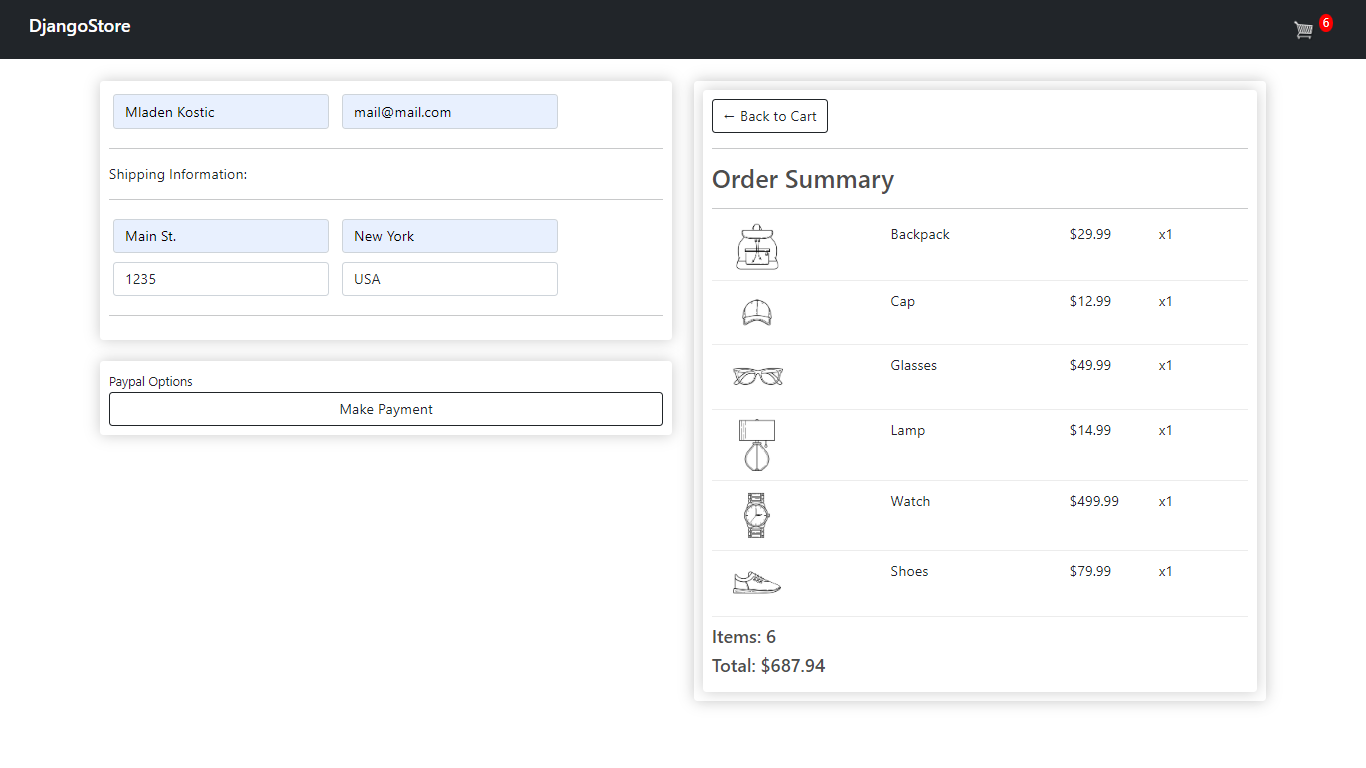 DjangoStore
6
Mladen Kostic
mail@mail.com
Shipping Information:
Main St.
New York
1235
USA
Paypal Options
Make Payment
← Back to Cart
Order Summary
Backpack $29.99 x1
Cap $12.99 x1
Glasses $49.99 x1
Lamp $14.99 x1
Watch $499.99 x1
Shoes $79.99 x1
Items: 6
Total: $687.94